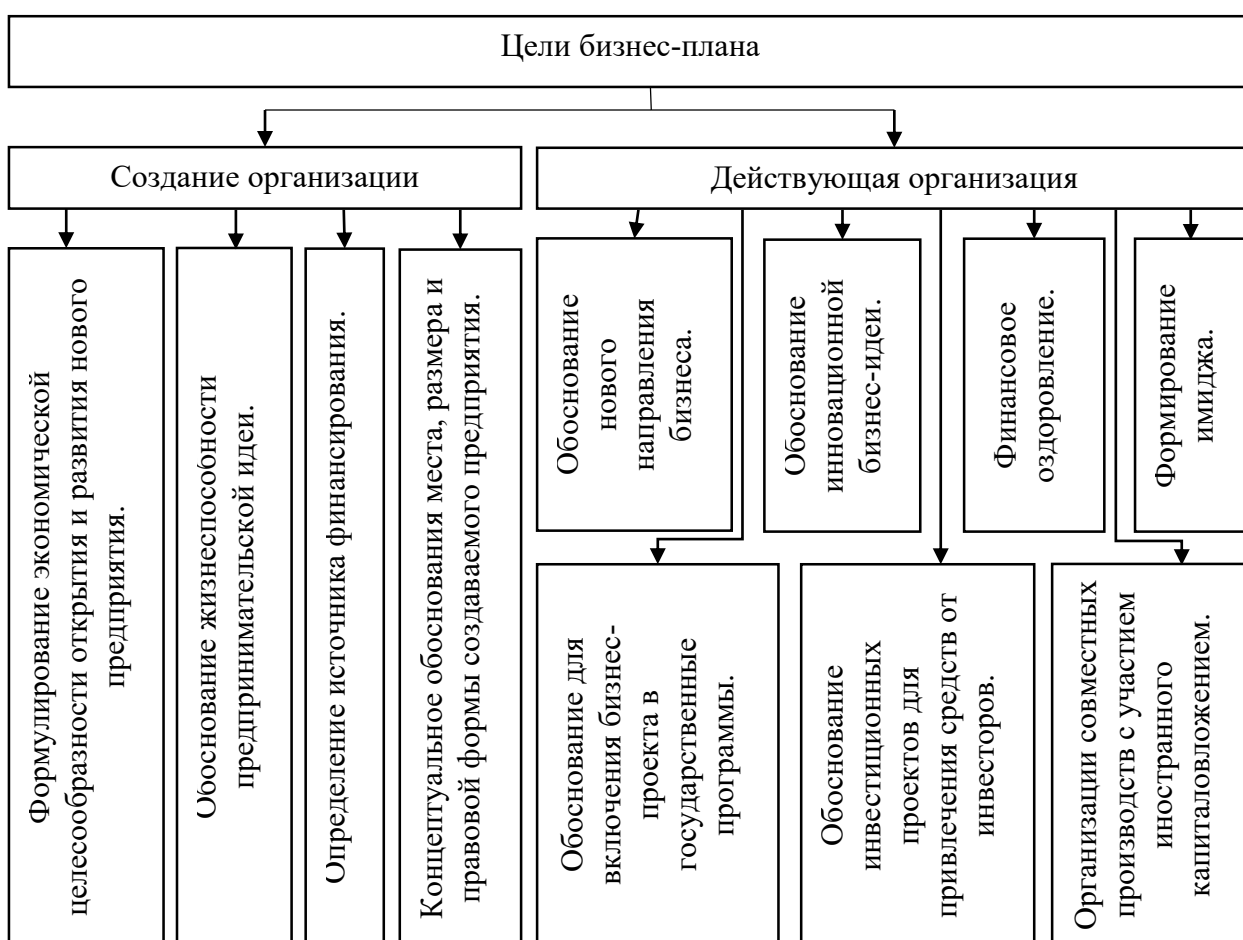 Цели бизнес-плана
Создание организации
Действующая организация
Формулирование экономической
целесообразности открытия и развития нового
предприятия.
Обоснование жизнеспособности
предпринимательской идеи.
Определение источника финансирования.
Концептуальное обоснования места, размера и
правовой формы создаваемого предприятия.
Обоснование
нового
направления
бизнеса.
Обоснование
инновационной
бизнес-идеи.
Финансовое
оздоровление.
Формирование
имиджа.
Обоснование для
включения бизнес-
проекта в
государственные
программы.
Обоснование
инвестиционных
проектов для
привлечения средств от
инвесторов.
Организации совместных
производств с участием
иностранного
капиталовложением.